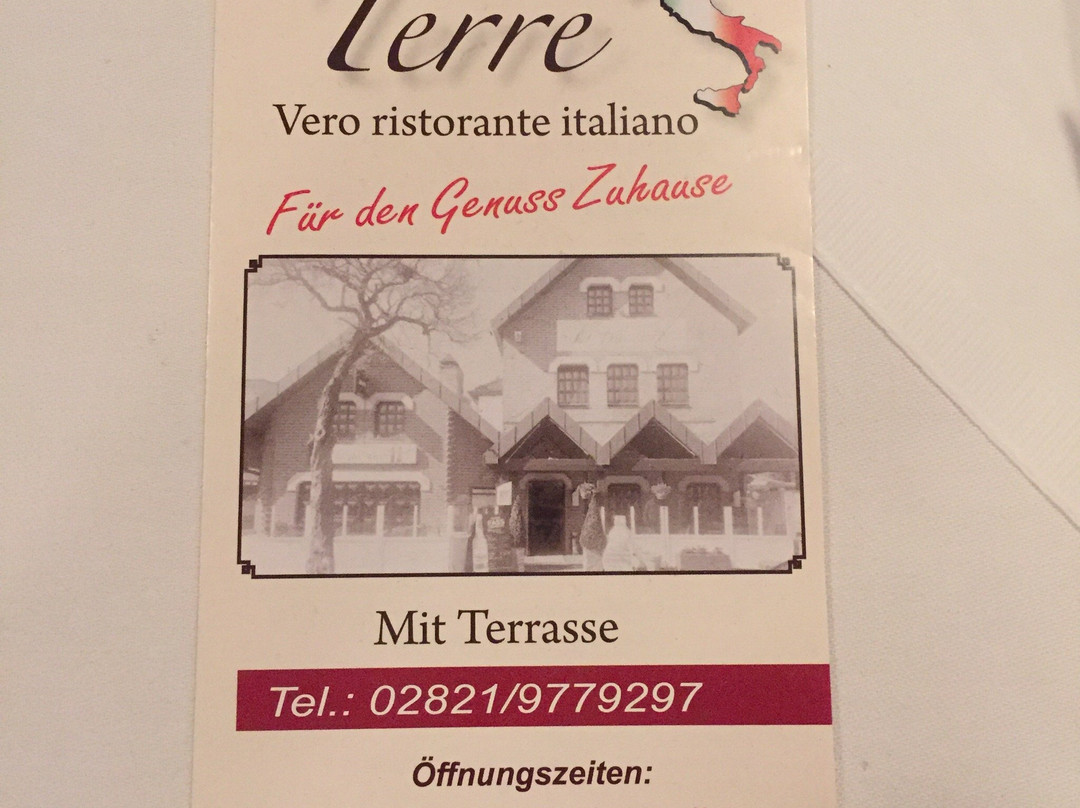 Terre
Vero ristorante italiano
Für den Genuss Zuhause
Mit Terrasse
Tel.: 02821/9779297
Öffnungszeiten: